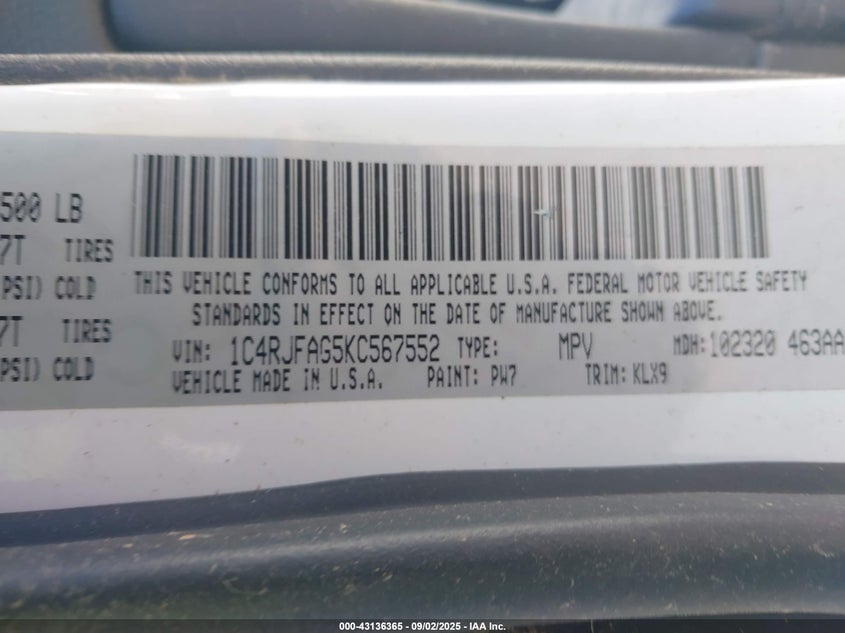 500 LB
7T TIRES
PSI) COLD
7T TIRES
PSI) COLD
THIS VEHICLE CONFORMS TO ALL APPLICABLE U.S.A. FEDERAL MOTOR VEHICLE SAFETY
STANDARDS IN EFFECT ON THE DATE OF MANUFACTURE SHOWN ABOVE.
VIN: 1C4RJFAG5KC567552 TYPE: MPV MDH:102320 463AA
VEHICLE MADE IN U.S.A. PAINT: PW7 TRIM: KLX9
000-43136365 - 09/02/2025 - IAA Inc.